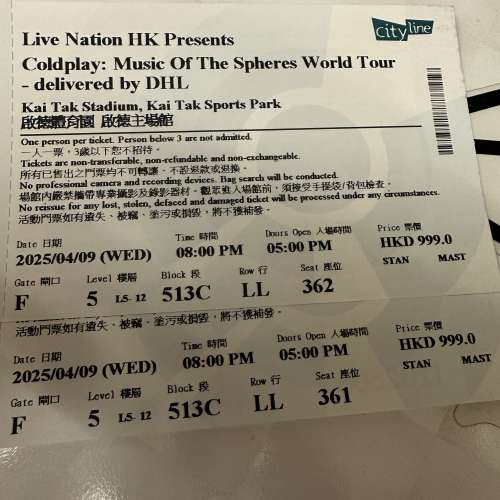 cityline
Live Nation HK Presents
Coldplay: Music Of The Spheres World Tour
- delivered by DHL
Kai Tak Stadium, Kai Tak Sports Park
啟德體育園 啟德主場館
One person per ticket. Person below 3 are not admitted.
一人一票，3歲以下恕不招待。
Tickets are non-transferable, non-refundable and non-exchangeable.
所有已售出之門票均不可轉讓、不設退款或退換。
No professional camera and recording devices. Bag search will be conducted.
場館內嚴禁攜帶專業攝影及錄影器材。觀眾進入場館前，須接受手提袋/背包檢查。
No reissue for any lost, stolen, defaced and damaged ticket will be processed under any circumstances.
活動門票如有遺失、被竊、塗污或損毀，將不獲補發。
Date 日期 Time 時間 Doors Open 入場時間 Price 票價
2025/04/09 (WED) 08:00 PM 05:00 PM HKD 999.0
Gate 閘口 Level 樓層 Block 段 Row 行 Seat 座位 STAN MAST
F 5 L5- 12 513C LL 362
活動門票如有遺失、被竊、塗污或損毀，將不獲補發。
Date 日期 Time 時間 Doors Open 入場時間 Price 票價
2025/04/09 (WED) 08:00 PM 05:00 PM HKD 999.0
Gate 閘口 Level 樓層 Block 段 Row 行 Seat 座位 STAN MAST
F 5 L5- 12 513C LL 361